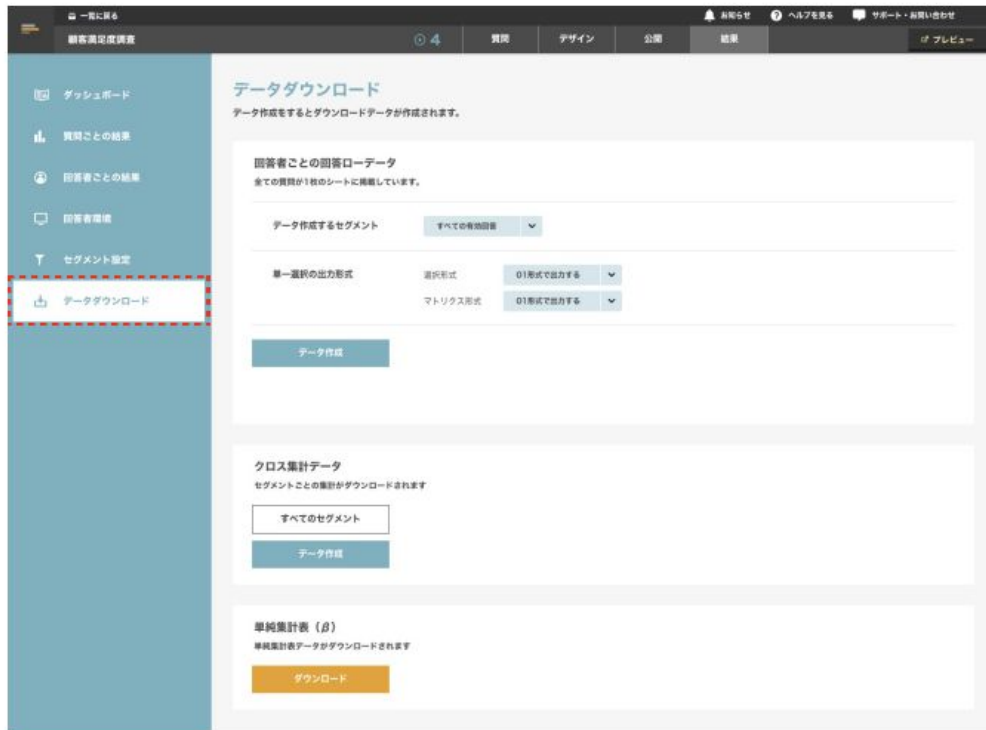 一覧に戻る
お知らせ ヘルプを見る サポート・お問い合わせ
顧客満足度調査 4 質問 デザイン 公開 結果 プレビュー
ダッシュボード
質問ごとの結果
回答者ごとの結果
回答者環境
セグメント設定
データダウンロード
データダウンロード
データ作成をするとダウンロードデータが作成されます。
回答者ごとの回答ローデータ
全ての質問が1枚のシートに掲載しています。
データ作成するセグメント すべての有効回答
単一選択の出力形式 選択形式 01形式で出力する
マトリクス形式 01形式で出力する
データ作成
クロス集計データ
セグメントごとの集計がダウンロードされます
すべてのセグメント
データ作成
単純集計表（β）
単純集計表データがダウンロードされます
ダウンロード